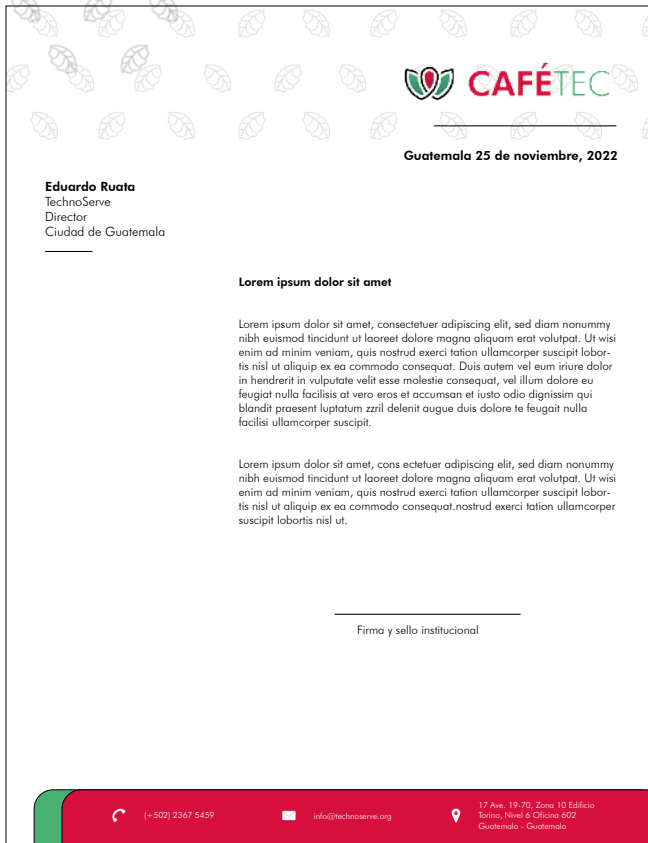 CAFÉTEC
Guatemala 25 de noviembre, 2022
Eduardo Ruata
TechnoServe
Director
Ciudad de Guatemala
Lorem ipsum dolor sit amet
Lorem ipsum dolor sit amet, consectetuer adipiscing elit, sed diam nonummy
nibh euismod tincidunt ut laoreet dolore magna aliquam erat volutpat. Ut wisi
enim ad minim veniam, quis nostrud exerci tation ullamcorper suscipit lobor-
tis nisl ut aliquip ex ea commodo consequat. Duis autem vel eum iriure dolor
in hendrerit in vulputate velit esse molestie consequat, vel illum dolore eu
feugiat nulla facilisis at vero eros et accumsan et iusto odio dignissim qui
blandit praesent luptatum zzril delenit augue duis dolore te feugait nulla
facilisi ullamcorper suscipit.
Lorem ipsum dolor sit amet, cons ectetuer adipiscing elit, sed diam nonummy
nibh euismod tincidunt ut laoreet dolore magna aliquam erat volutpat. Ut wisi
enim ad minim veniam, quis nostrud exerci tation ullamcorper suscipit lobor-
tis nisl ut aliquip ex ea commodo consequat.nostrud exerci tation ullamcorper
suscipit lobortis nisl ut.
Firma y sello institucional
(+502) 2367 5459
info@technoserve.org
17 Ave. 19-70, Zona 10 Edificio
Torino, Nivel 6 Oficina 602
Guatemala - Guatemala